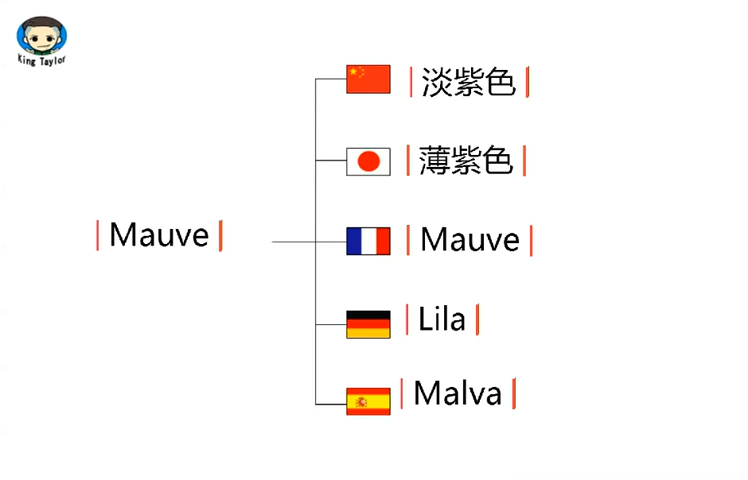 King Taylor
淡紫色
薄紫色
Mauve
Mauve
Lila
Malva